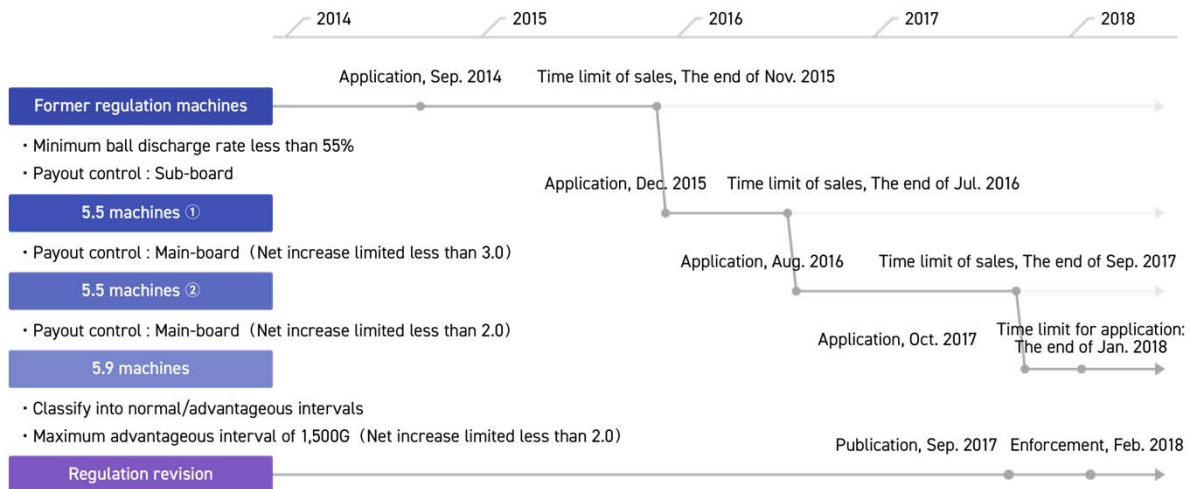 2014 2015 2016 2017 2018
Application, Sep. 2014 Time limit of sales, The end of Nov. 2015
Former regulation machines
・Minimum ball discharge rate less than 55%
・Payout control : Sub-board
Application, Dec. 2015 Time limit of sales, The end of Jul. 2016
5.5 machines ①
・Payout control : Main-board（Net increase limited less than 3.0）
Application, Aug. 2016 Time limit of sales, The end of Sep. 2017
5.5 machines ②
・Payout control : Main-board（Net increase limited less than 2.0）
Application, Oct. 2017 Time limit for application:
The end of Jan. 2018
5.9 machines
・Classify into normal/advantageous intervals
・Maximum advantageous interval of 1,500G（Net increase limited less than 2.0）
Publication, Sep. 2017 Enforcement, Feb. 2018
Regulation revision